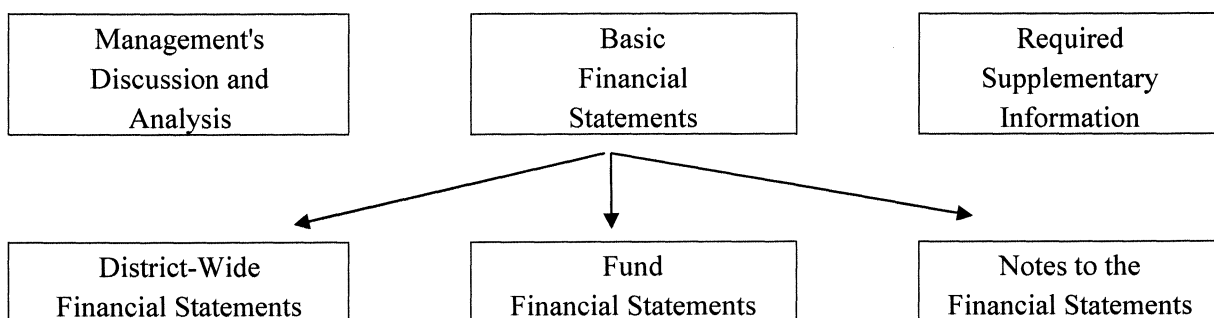 Management's
Discussion and
Analysis
Basic
Financial
Statements
Required
Supplementary
Information
District-Wide
Financial Statements
Fund
Financial Statements
Notes to the
Financial Statements